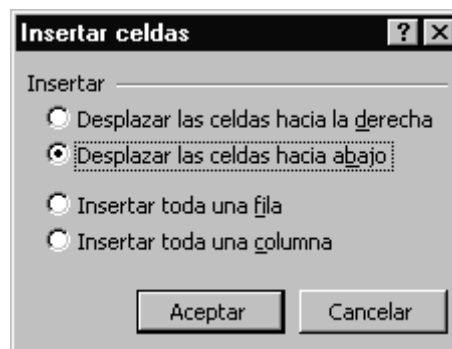 Insertar celdas
Insertar
Desplazar las celdas hacia la derecha
Desplazar las celdas hacia abajo
Insertar toda una fila
Insertar toda una columna
Aceptar Cancelar